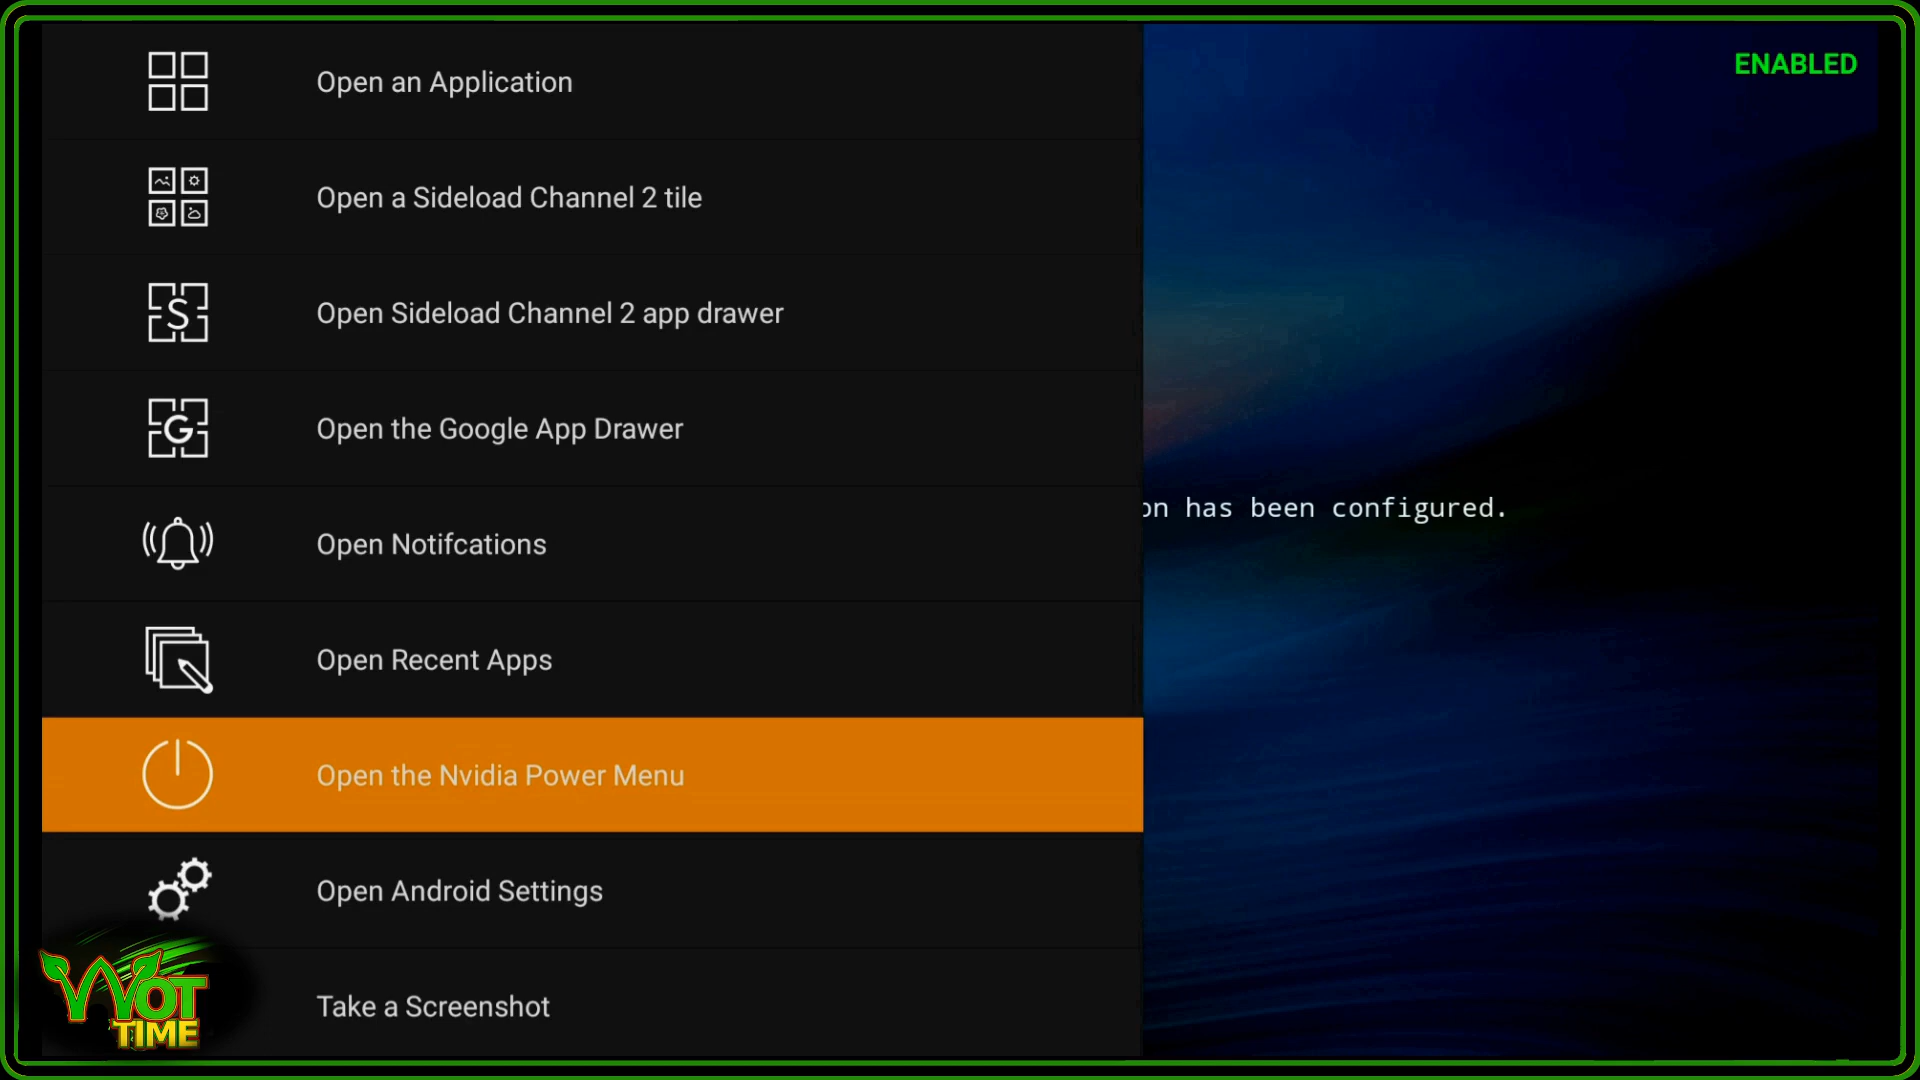 Open an Application
ENABLED
Open a Sideload Channel 2 tile
Open Sideload Channel 2 app drawer
Open the Google App Drawer
on has been configured.
Open Notifcations
Open Recent Apps
Open the Nvidia Power Menu
Open Android Settings
Take a Screenshot
WOT
TIME